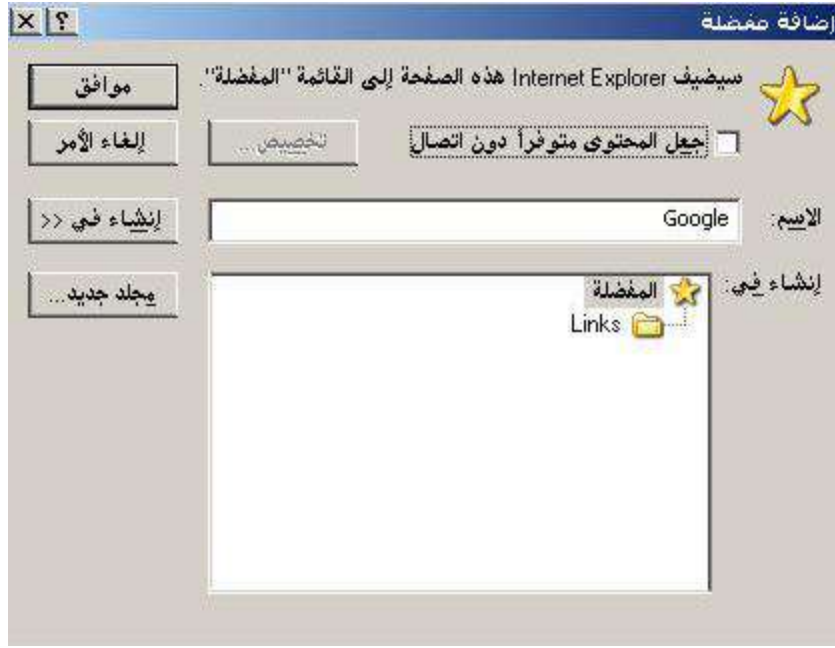 إضافة مفضلة
سيضيف Internet Explorer هذه الصفحة إلى القائمة "المفضلة".
موافق
جعل المحتوى متوفراً دون اتصال
تخصيص...
إلغاء الأمر
الاسم:
Google
إنشاء في <<
إنشاء في:
المفضلة
Links
مجلد جديد...